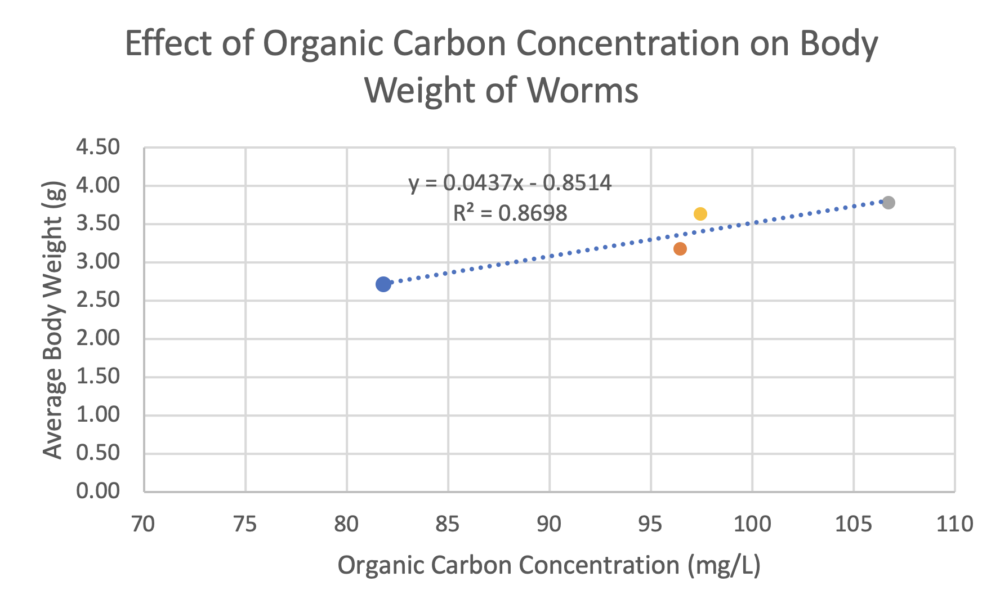 Effect of Organic Carbon Concentration on Body
Weight of Worms
4.50
4.00
3.50
3.00
2.50
2.00
1.50
1.00
0.50
0.00
Average Body Weight (g)
y = 0.0437x - 0.8514
R² = 0.8698
70 75 80 85 90 95 100 105 110
Organic Carbon Concentration (mg/L)